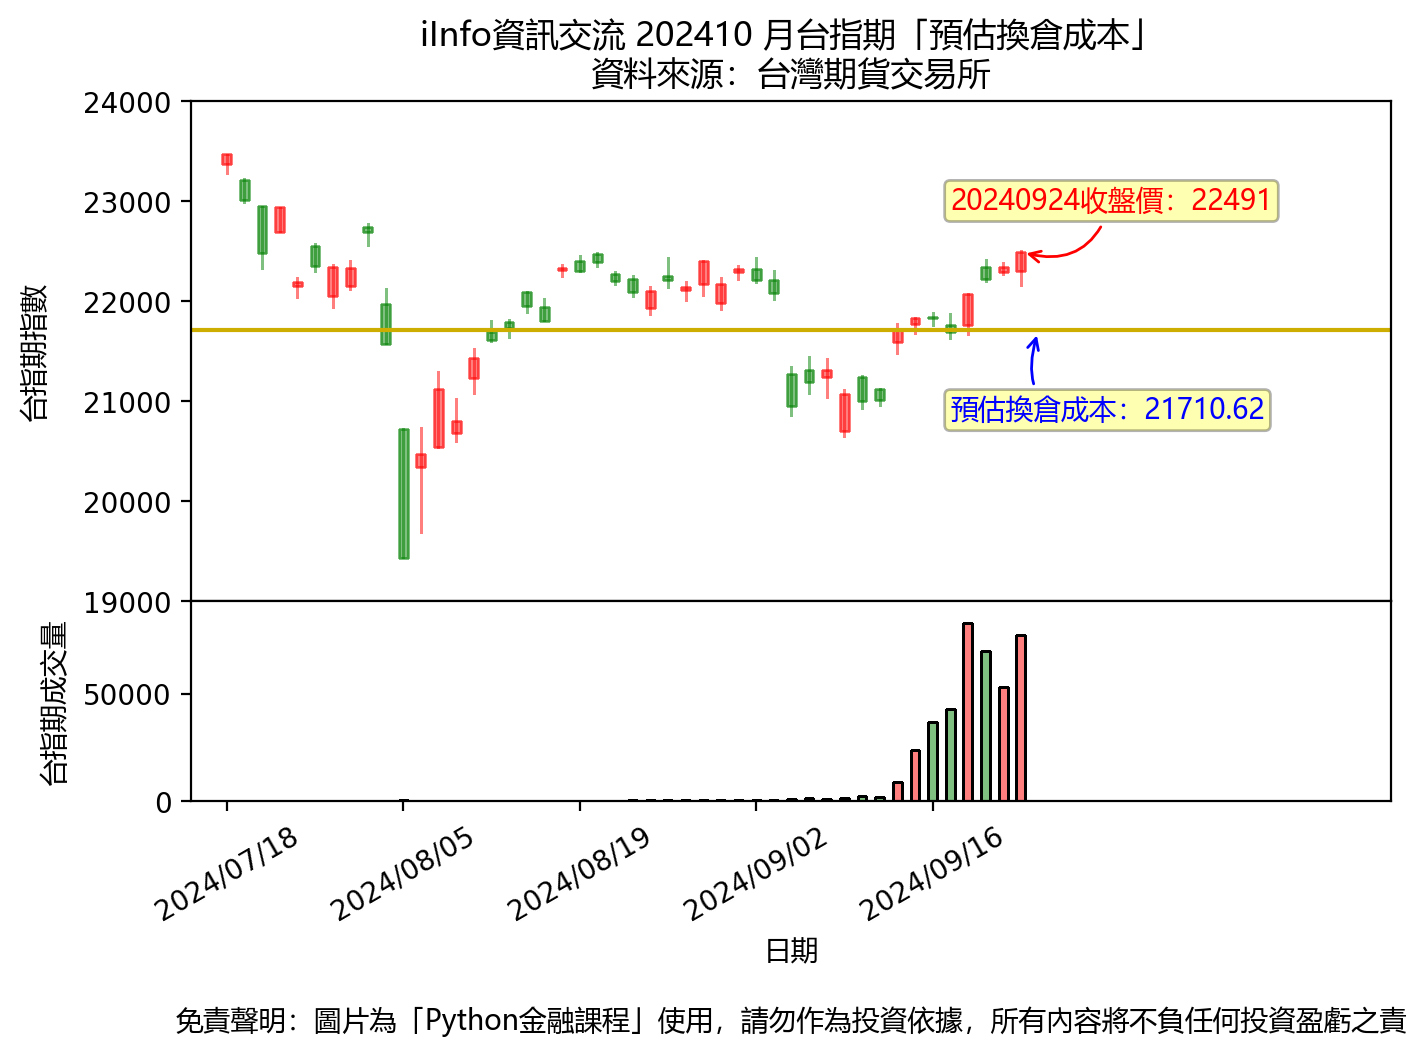 iInfo資訊交流 202410 月台指期「預估換倉成本」
資料來源：台灣期貨交易所
24000
23000
22000
21000
20000
19000
台指期指數
20240924收盤價：22491
預估換倉成本：21710.62
50000
0
台指期成交量
2024/07/18
2024/08/05
2024/08/19
2024/09/02
2024/09/16
日期
免責聲明：圖片為「Python金融課程」使用，請勿作為投資依據，所有內容將不負任何投資盈虧之責